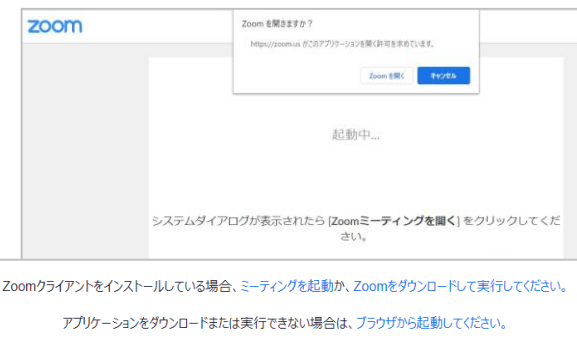 zoom
Zoom を開きますか？
https://zoom.us がこのアプリケーションを開く許可を求めています。
Zoom を開く キャンセル
起動中...
システムダイアログが表示されたら [Zoomミーティングを開く] をクリックしてくだ
さい。
Zoomクライアントをインストールしている場合、ミーティングを起動か、Zoomをダウンロードして実行してください。
アプリケーションをダウンロードまたは実行できない場合は、ブラウザから起動してください。